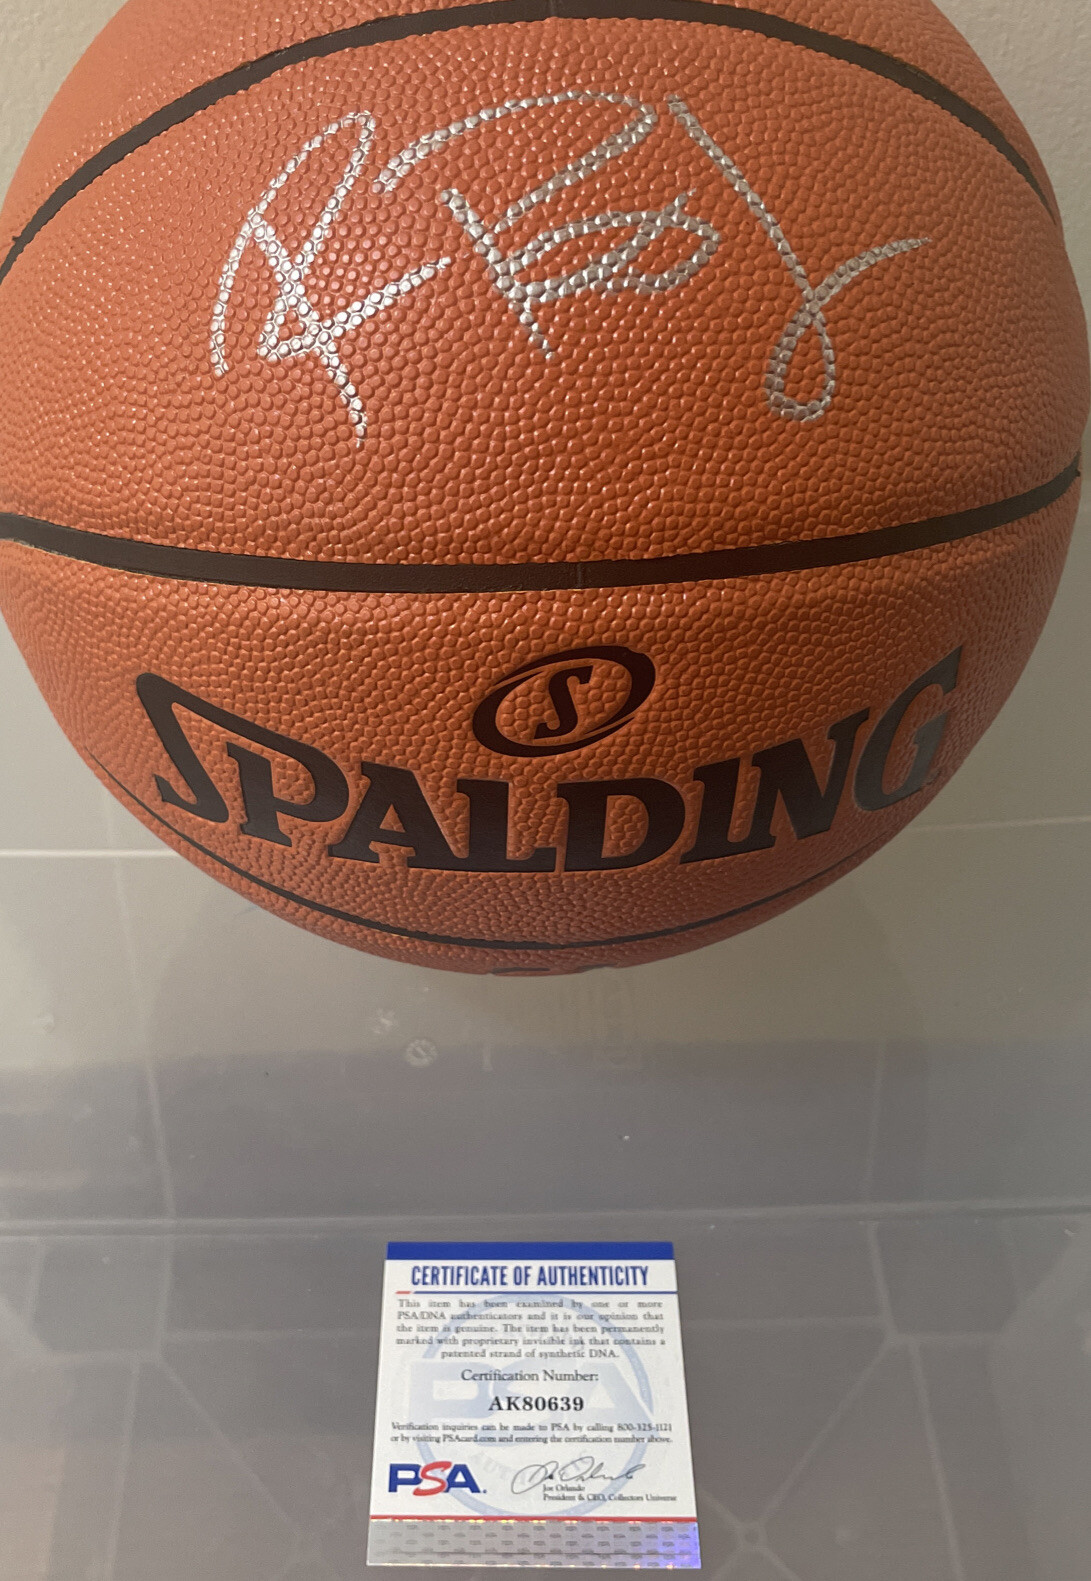 S
SPALDING
CERTIFICATE OF AUTHENTICITY
This item has been examined by one or more
PSA/DNA authenticators and it is our opinion that
the item is genuine. The item has been permanently
marked with proprietary invisible ink that contains a
patented strand of synthetic DNA.
Certification Number:
AK80639
Verification inquiries can be made to PSA by calling 800-325-1121
or by visiting PSAcard.com and entering the certification number above.
PSA.
Joe Orlando
President & CEO, Collectors Universe